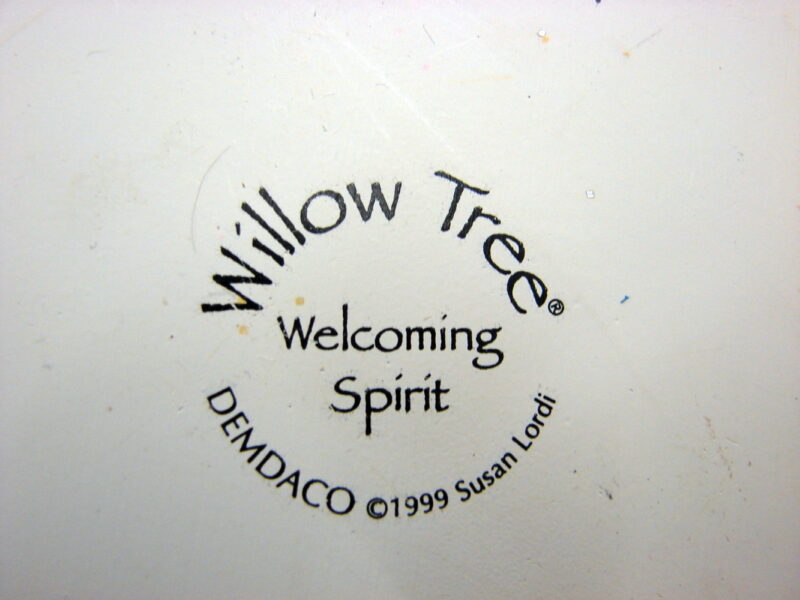 Willow Tree®
Welcoming
Spirit
DEMDACO ©1999 Susan Lordi